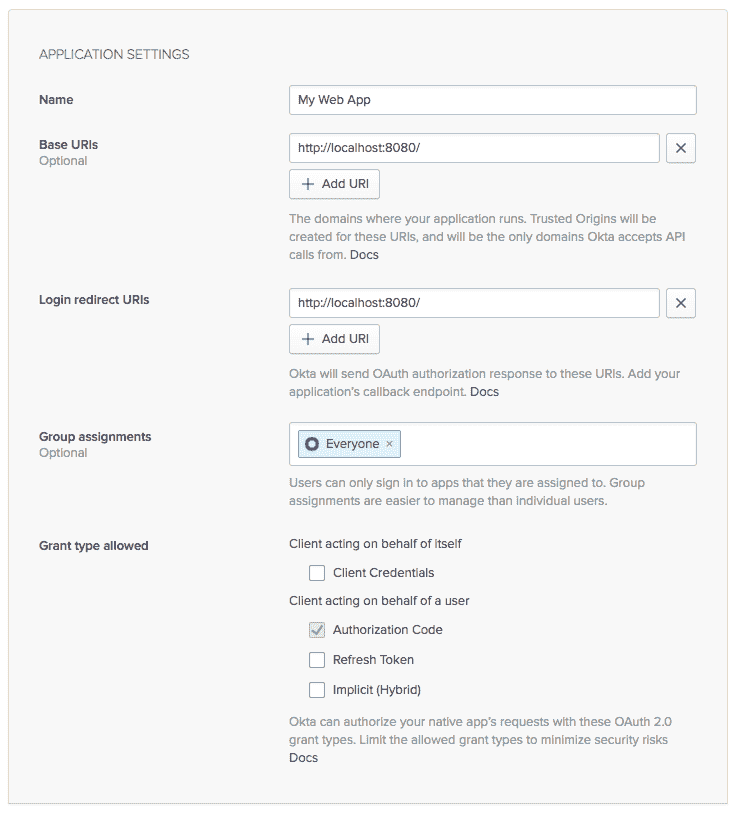 APPLICATION SETTINGS
Name
My Web App
Base URIs
Optional
http://localhost:8080/
Add URI
The domains where your application runs. Trusted Origins will be
created for these URIs, and will be the only domains Okta accepts API
calls from. Docs
Login redirect URIs
http://localhost:8080/
Add URI
Okta will send OAuth authorization response to these URIs. Add your
application's callback endpoint. Docs
Group assignments
Optional
Everyone ×
Users can only sign in to apps that they are assigned to. Group
assignments are easier to manage than individual users.
Grant type allowed
Client acting on behalf of itself
Client Credentials
Client acting on behalf of a user
Authorization Code
Refresh Token
Implicit (Hybrid)
Okta can authorize your native app's requests with these OAuth 2.0
grant types. Limit the allowed grant types to minimize security risks
Docs